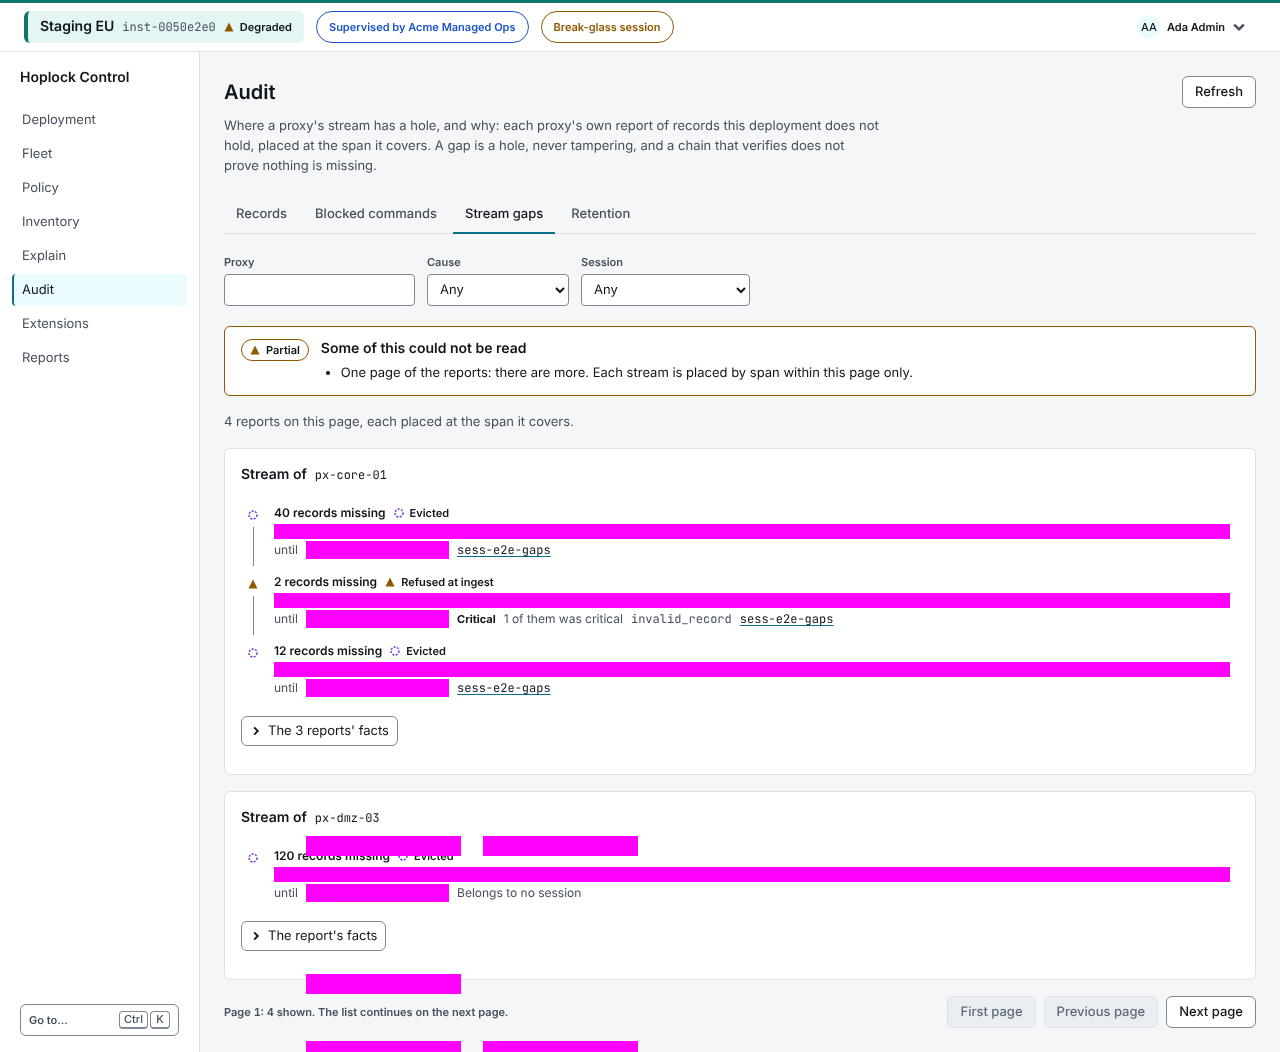 Staging EU inst-0050e2e0 Degraded Supervised by Acme Managed Ops Break-glass session AA Ada Admin
Hoplock Control
Deployment
Fleet
Policy
Inventory
Explain
Audit
Extensions
Reports
Go to... Ctrl K
Audit
Refresh
Where a proxy's stream has a hole, and why: each proxy's own report of records this deployment does not
hold, placed at the span it covers. A gap is a hole, never tampering, and a chain that verifies does not
prove nothing is missing.
Records Blocked commands Stream gaps Retention
Proxy Cause Session
Any Any
Partial Some of this could not be read
One page of the reports: there are more. Each stream is placed by span within this page only.
4 reports on this page, each placed at the span it covers.
Stream of px-core-01
40 records missing Evicted
until sess-e2e-gaps
2 records missing Refused at ingest
until Critical 1 of them was critical invalid_record sess-e2e-gaps
12 records missing Evicted
until sess-e2e-gaps
The 3 reports' facts
Stream of px-dmz-03
120 records missing Evicted
until Belongs to no session
The report's facts
Page 1: 4 shown. The list continues on the next page.
First page Previous page Next page